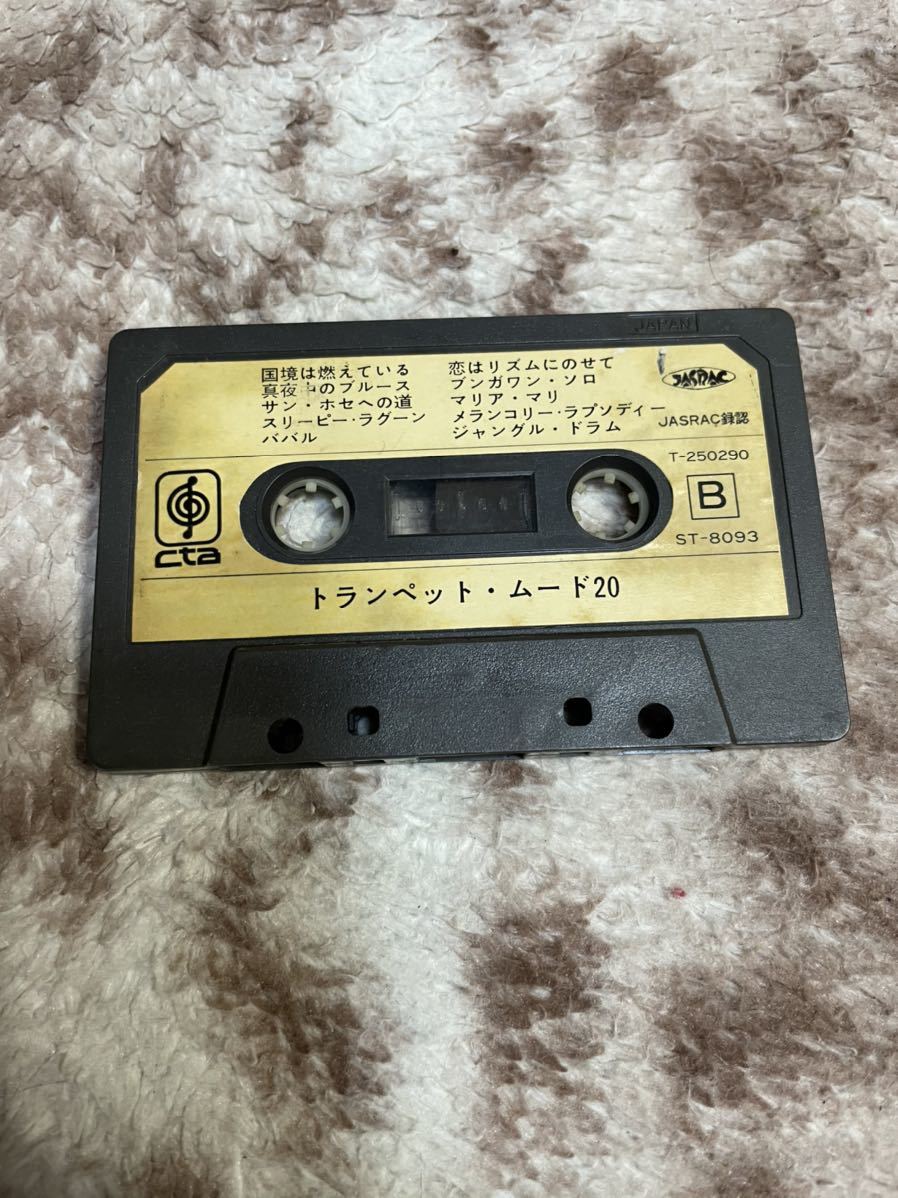 JAPAN
国境は燃えている
真夜中のブルース
サン・ホセへの道
スリーピー・ラグーン
ババル
恋はリズムにのせて
ブンガワン・ソロ
マリア・マリ
メランコリー・ラプソディー
ジャングル・ドラム
JASRAC
JASRAC録認
T-250290
B
ST-8093
cta
トランペット・ムード20